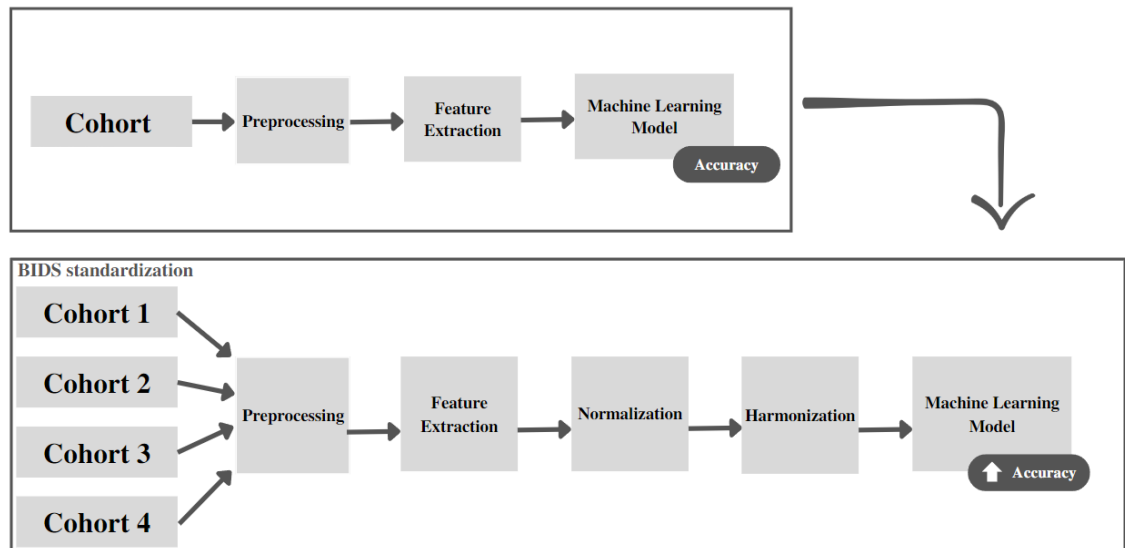 Cohort
Preprocessing
Feature
Extraction
Machine Learning
Model
Accuracy
BIDS standardization
Cohort 1
Cohort 2
Cohort 3
Cohort 4
Preprocessing
Feature
Extraction
Normalization
Harmonization
Machine Learning
Model
Accuracy